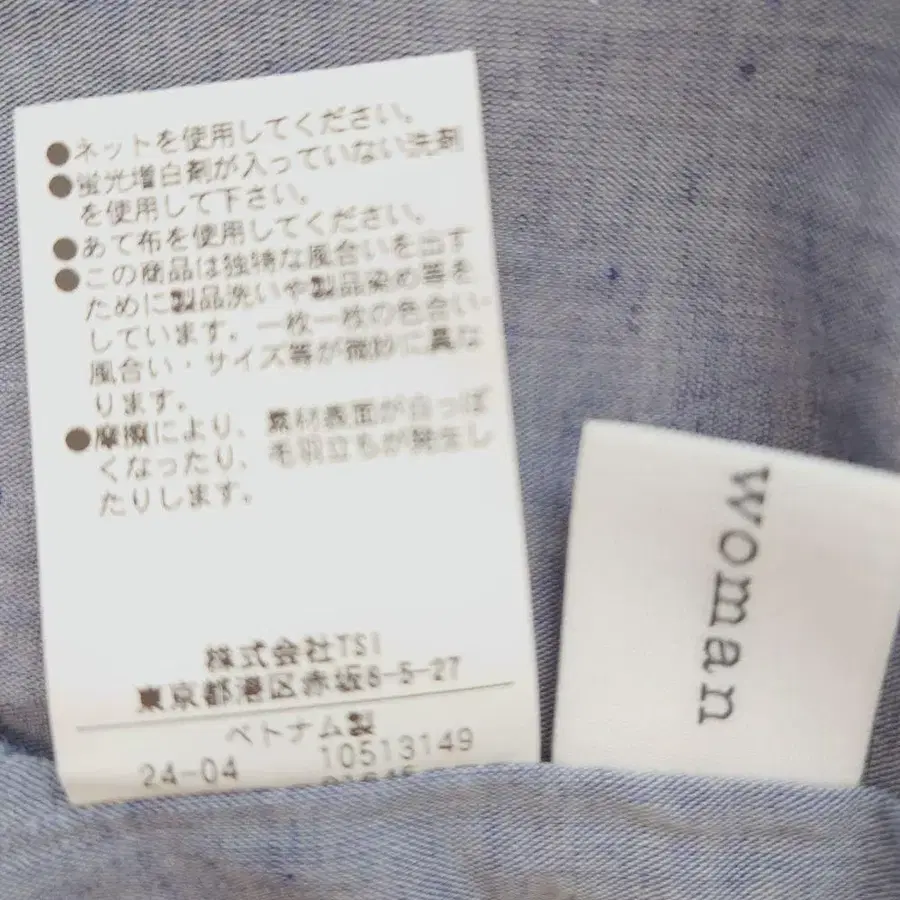 ●ネットを使用してください。
●蛍光増白剤が入っていない洗剤
を使用して下さい。
●あて布を使用してください。
●この商品は独特な風合いを出す
ために製品洗いや製品染め等を
しています。一枚一枚の色合い・
風合い・サイズ等が微妙に異な
ります。
●摩擦により、素材表面が白っぽ
くなったり、毛羽立ちが発生し
たりします。
株式会社TSI
東京都港区赤坂8-5-27
ベトナム製
24-04 10513149
woman